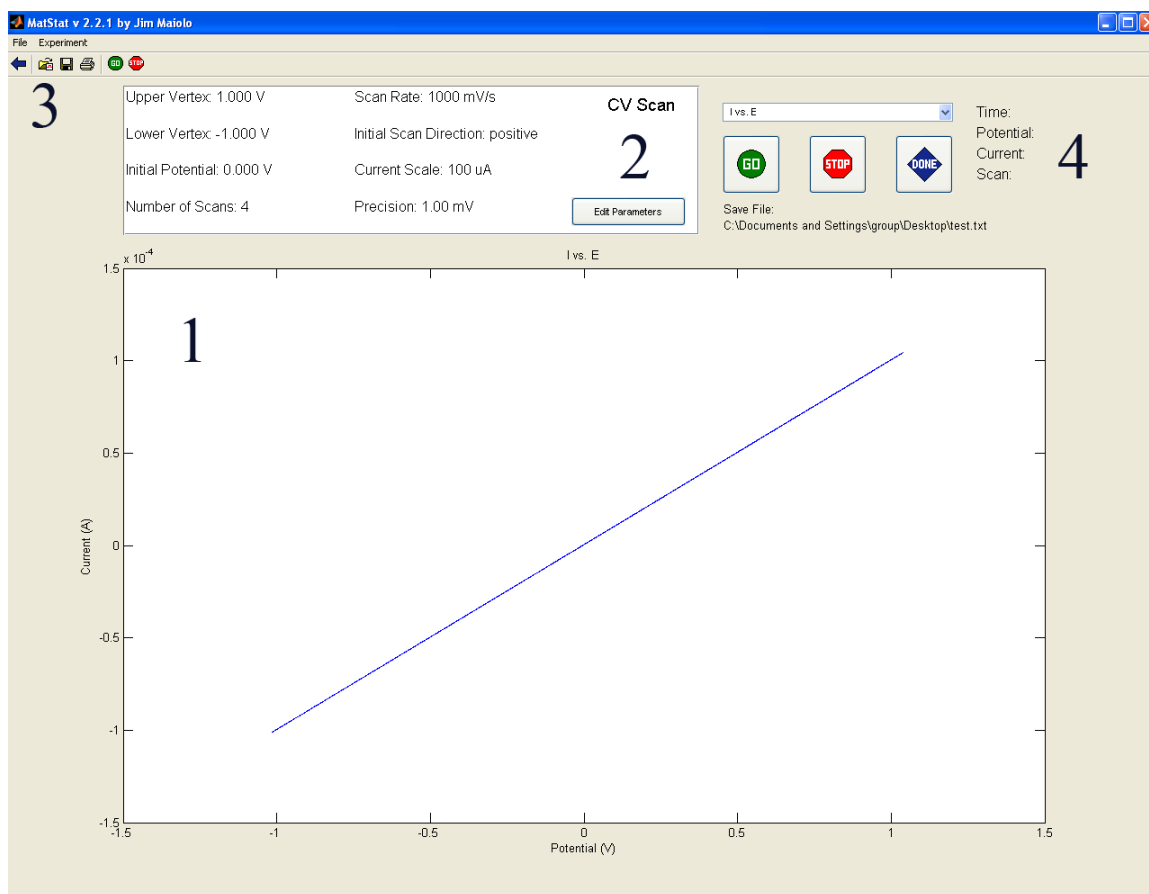 MatStat v 2.2.1 by Jim Maiolo
File Experiment
GO STOP
3
Upper Vertex: 1.000 V
Scan Rate: 1000 mV/s
CV Scan
Lower Vertex: -1.000 V
Initial Scan Direction: positive
2
Initial Potential: 0.000 V
Current Scale: 100 uA
Number of Scans: 4
Precision: 1.00 mV
Edit Parameters
I vs. E
GO
STOP
DONE
Save File:
C:\Documents and Settings\group\Desktop\test.txt
Time:
Potential:
Current:
Scan:
4
x 10-4
I vs. E
1.5
1
0.5
0
-0.5
-1
-1.5
1
Current (A)
-1.5
-1
-0.5
0
0.5
1
1.5
Potential (V)